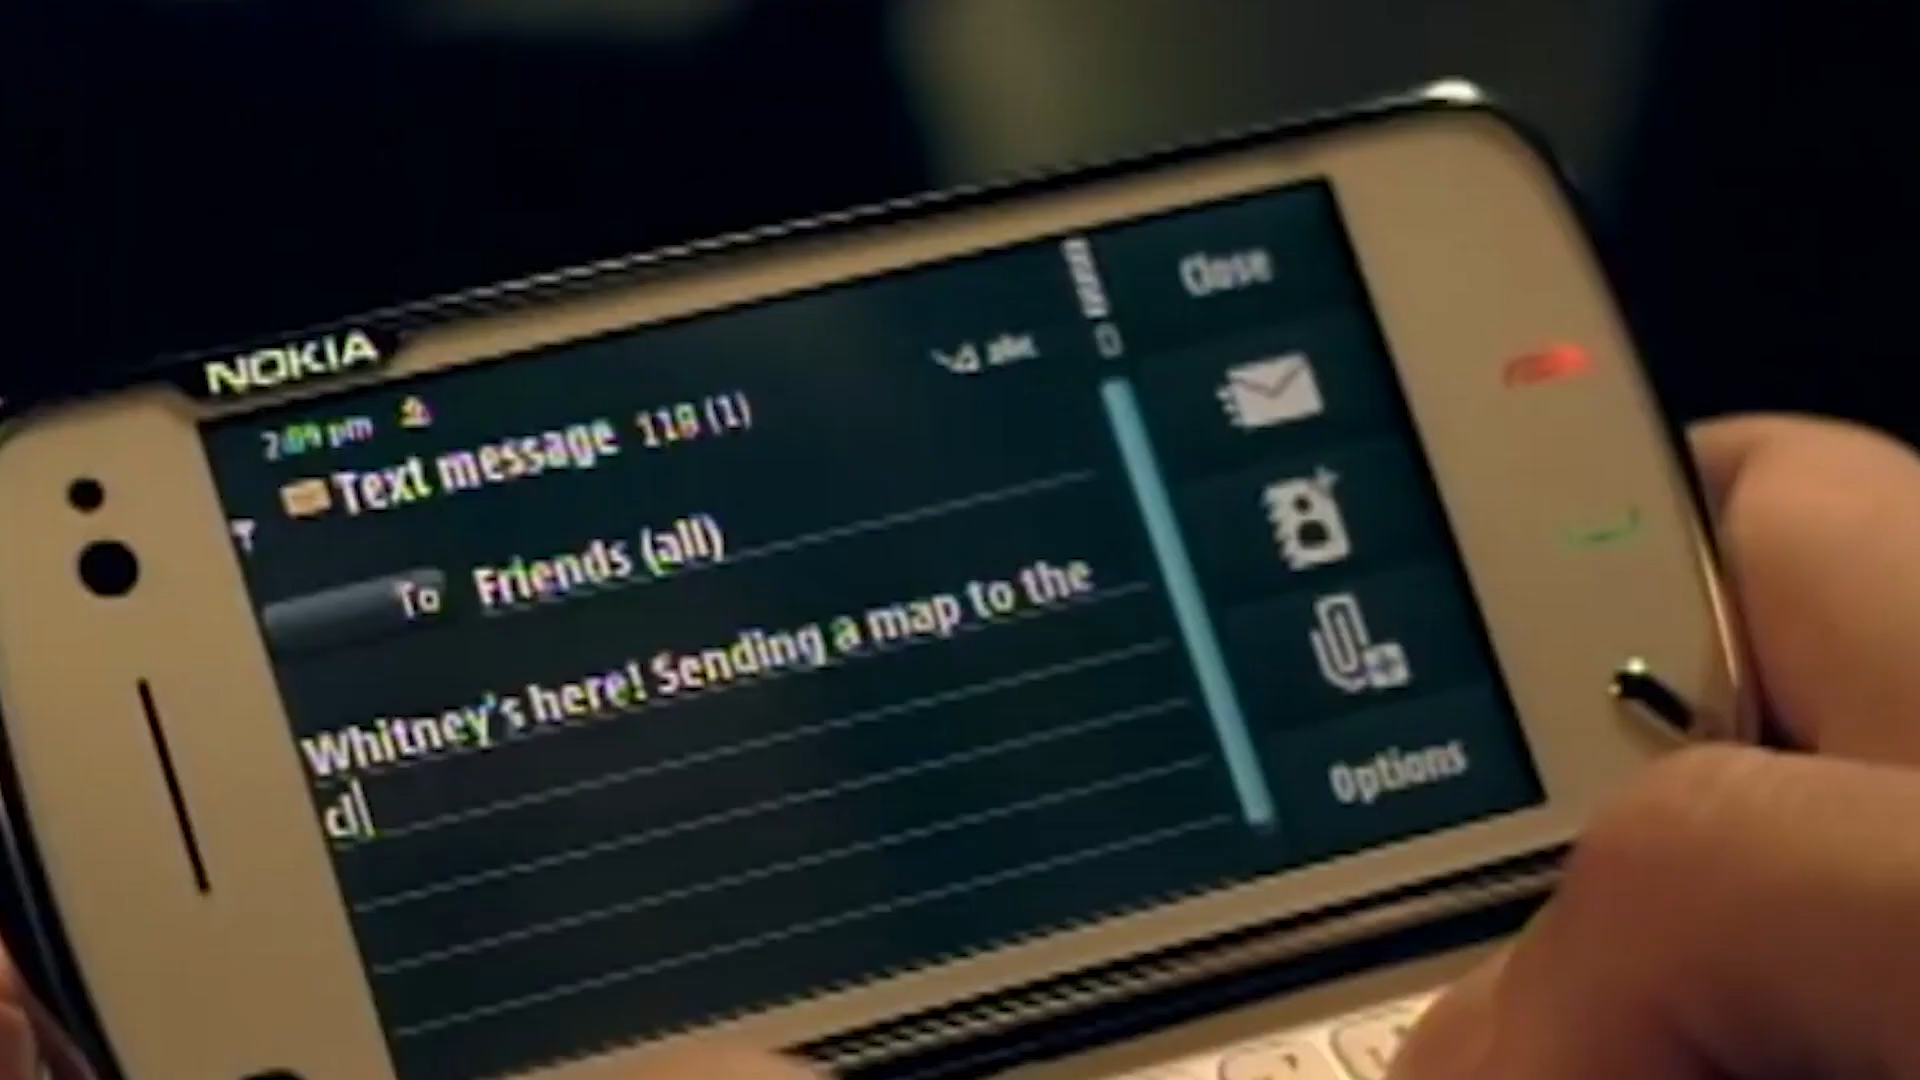 NOKIA
2:09 pm
abc
Close
Text message 118 (1)
To Friends (all)
Whitney's here! Sending a map to the
cl
Options